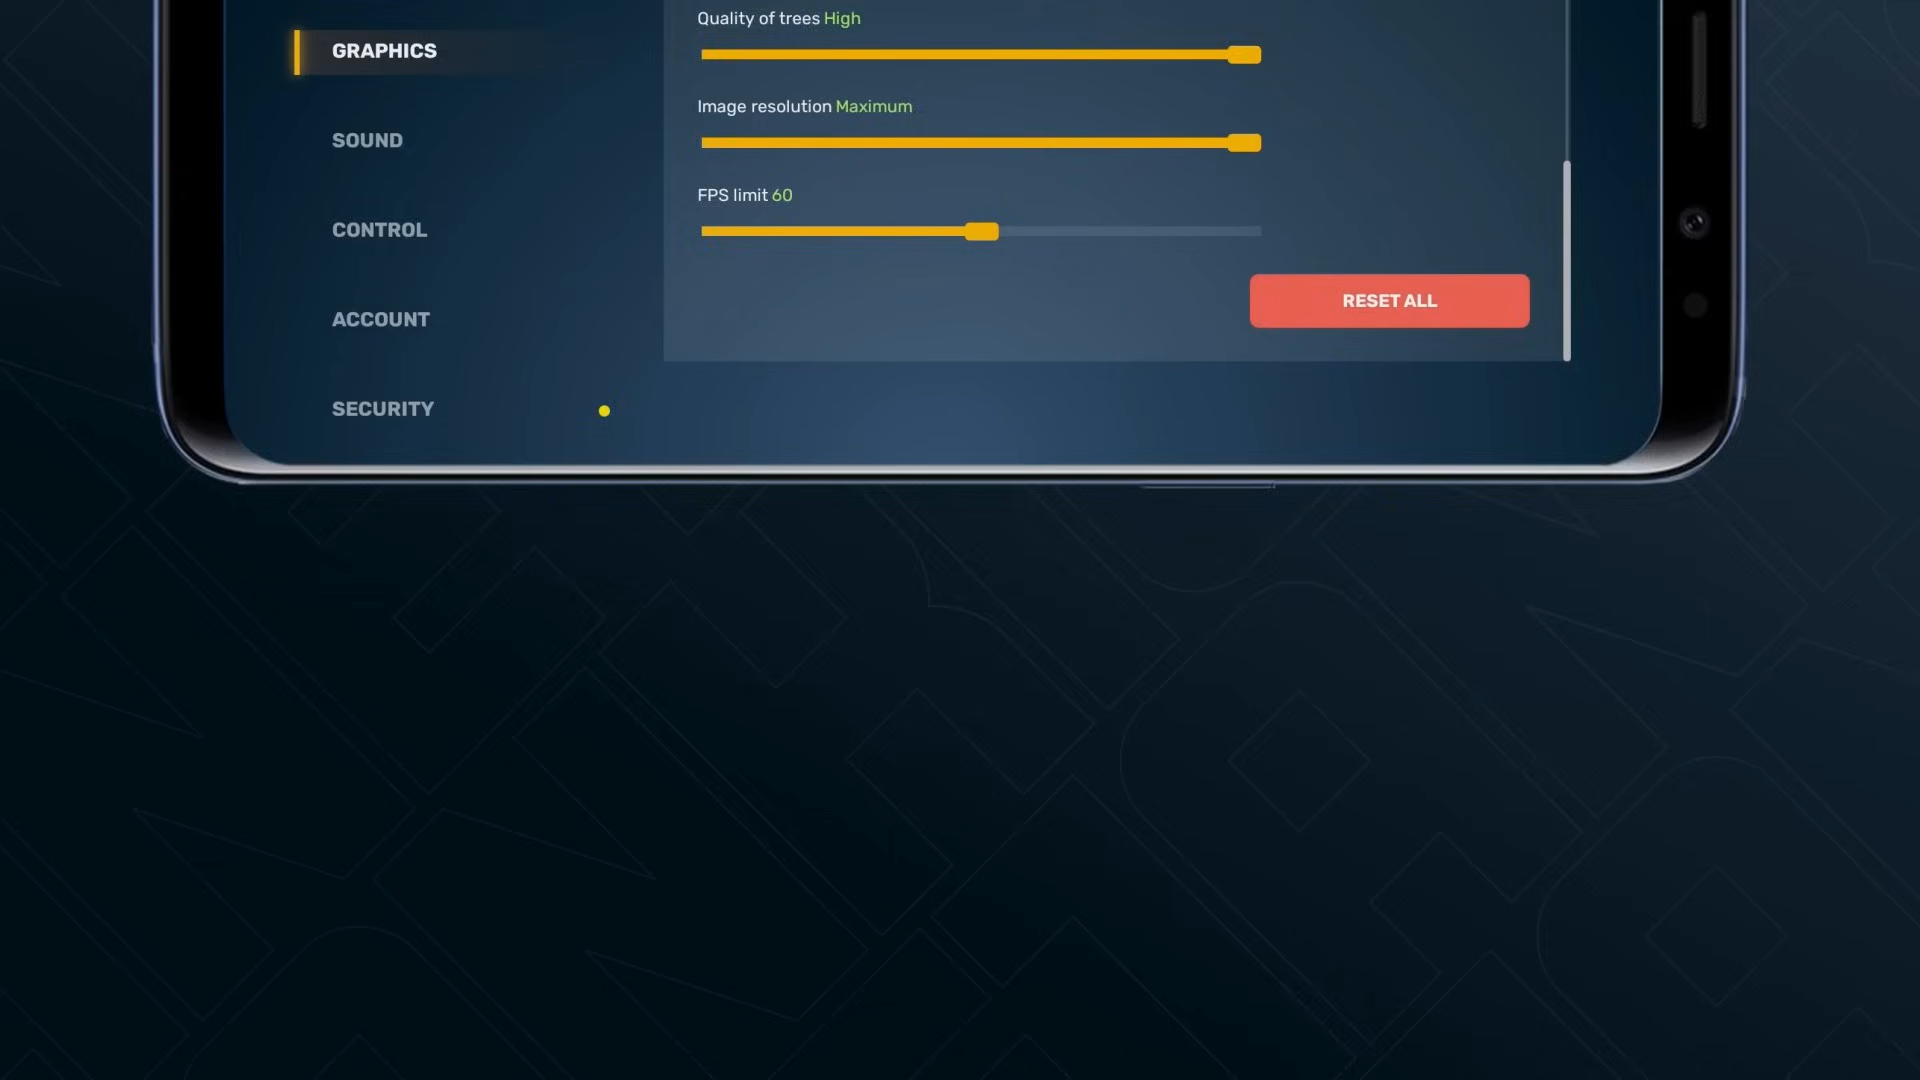 Quality of trees High
GRAPHICS
Image resolution Maximum
SOUND
FPS limit 60
CONTROL
RESET ALL
ACCOUNT
SECURITY